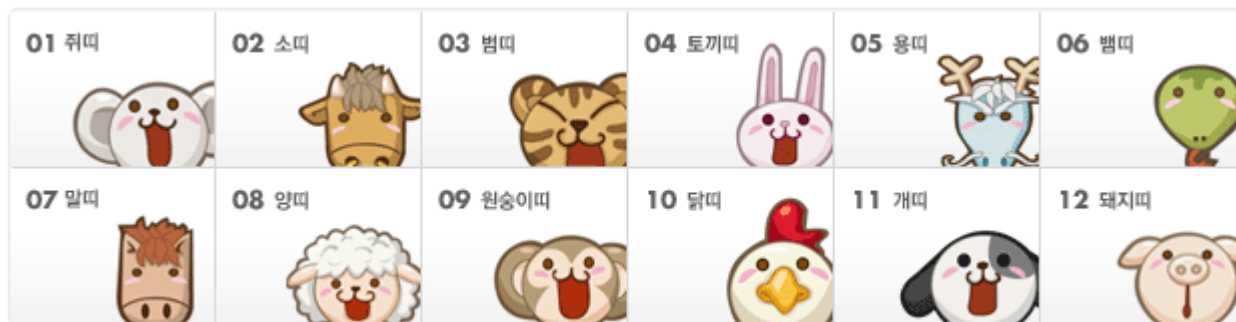 01 쥐띠
02 소띠
03 범띠
04 토끼띠
05 용띠
06 뱀띠
07 말띠
08 양띠
09 원숭이띠
10 닭띠
11 개띠
12 돼지띠